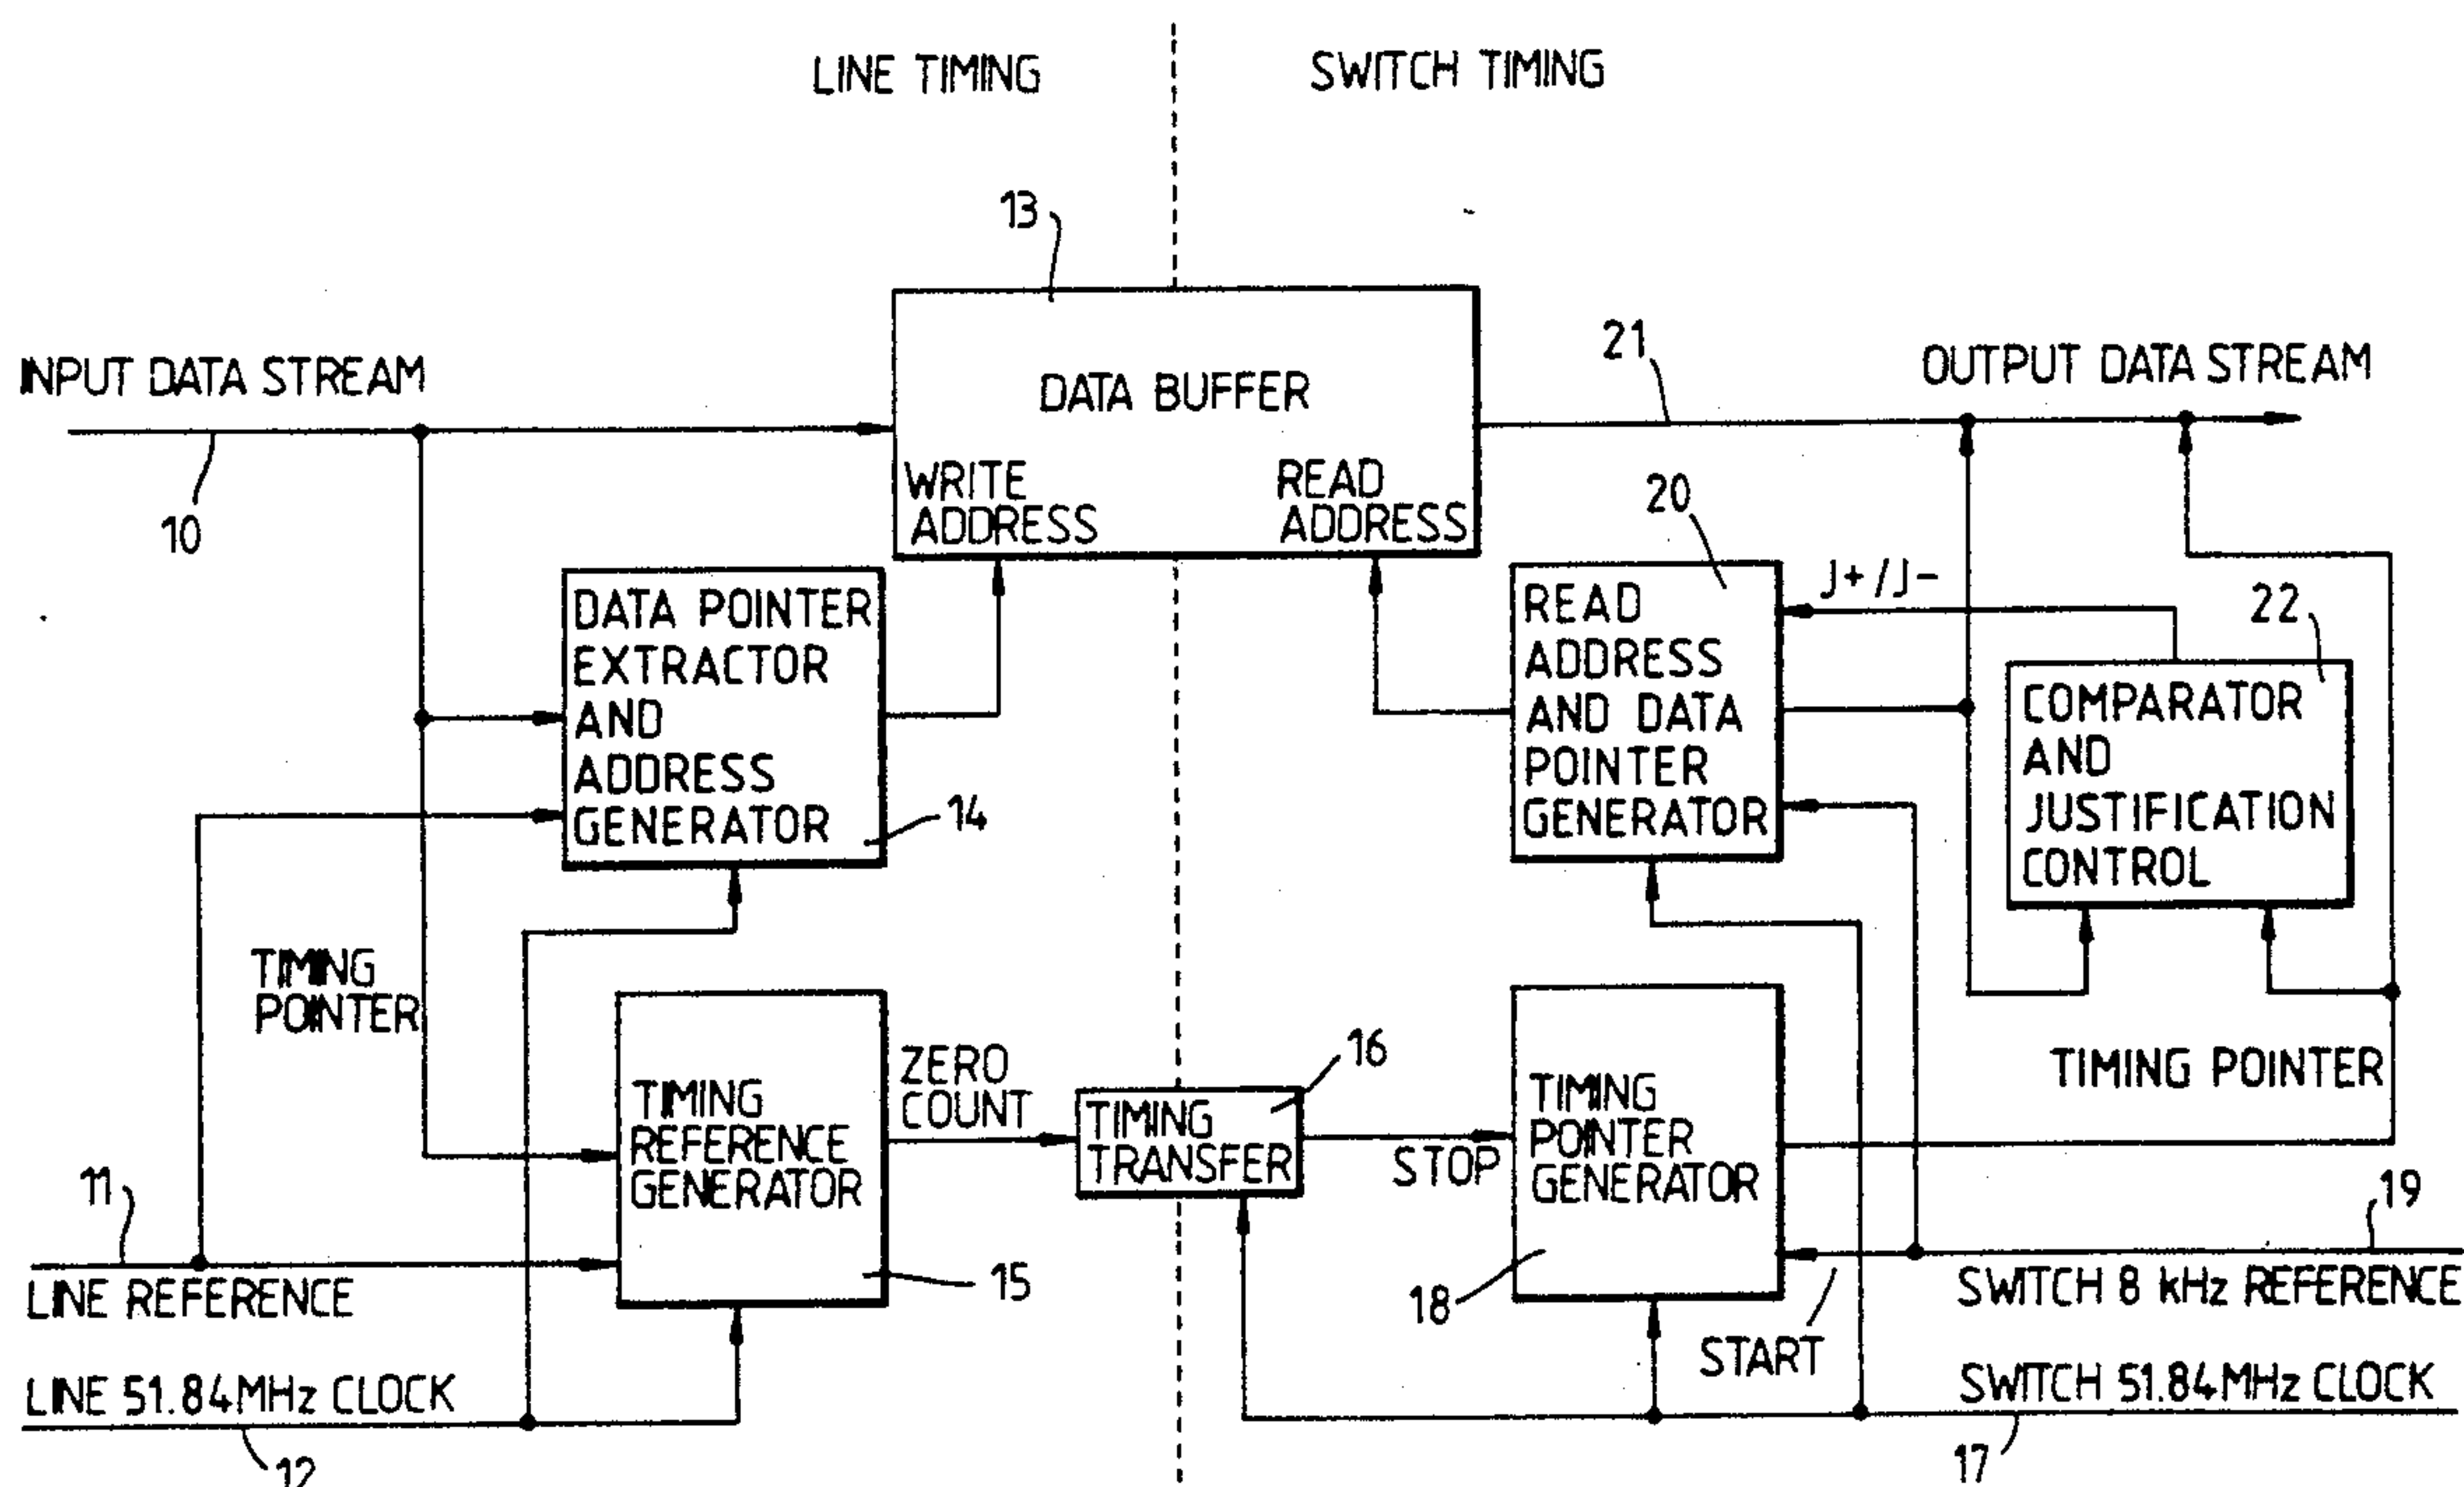 LINE TIMING
SWITCH TIMING
13
INPUT DATA STREAM
DATA BUFFER
21
OUTPUT DATA STREAM
10
WRITE
ADDRESS
READ
ADDRESS
20
J+/J-
22
DATA POINTER
EXTRACTOR
AND
ADDRESS
GENERATOR
14
READ
ADDRESS
AND DATA
POINTER
GENERATOR
COMPARATOR
AND
JUSTIFICATION
CONTROL
TIMING
POINTER
ZERO
COUNT
16
TIMING POINTER
TIMING
REFERENCE
GENERATOR
TIMING
TRANSFER
STOP
TIMING
POINTER
GENERATOR
11
LINE REFERENCE
15
18
START
19
SWITCH 8 kHz REFERENCE
LINE 51.84MHz CLOCK
SWITCH 51.84MHz CLOCK
12
17